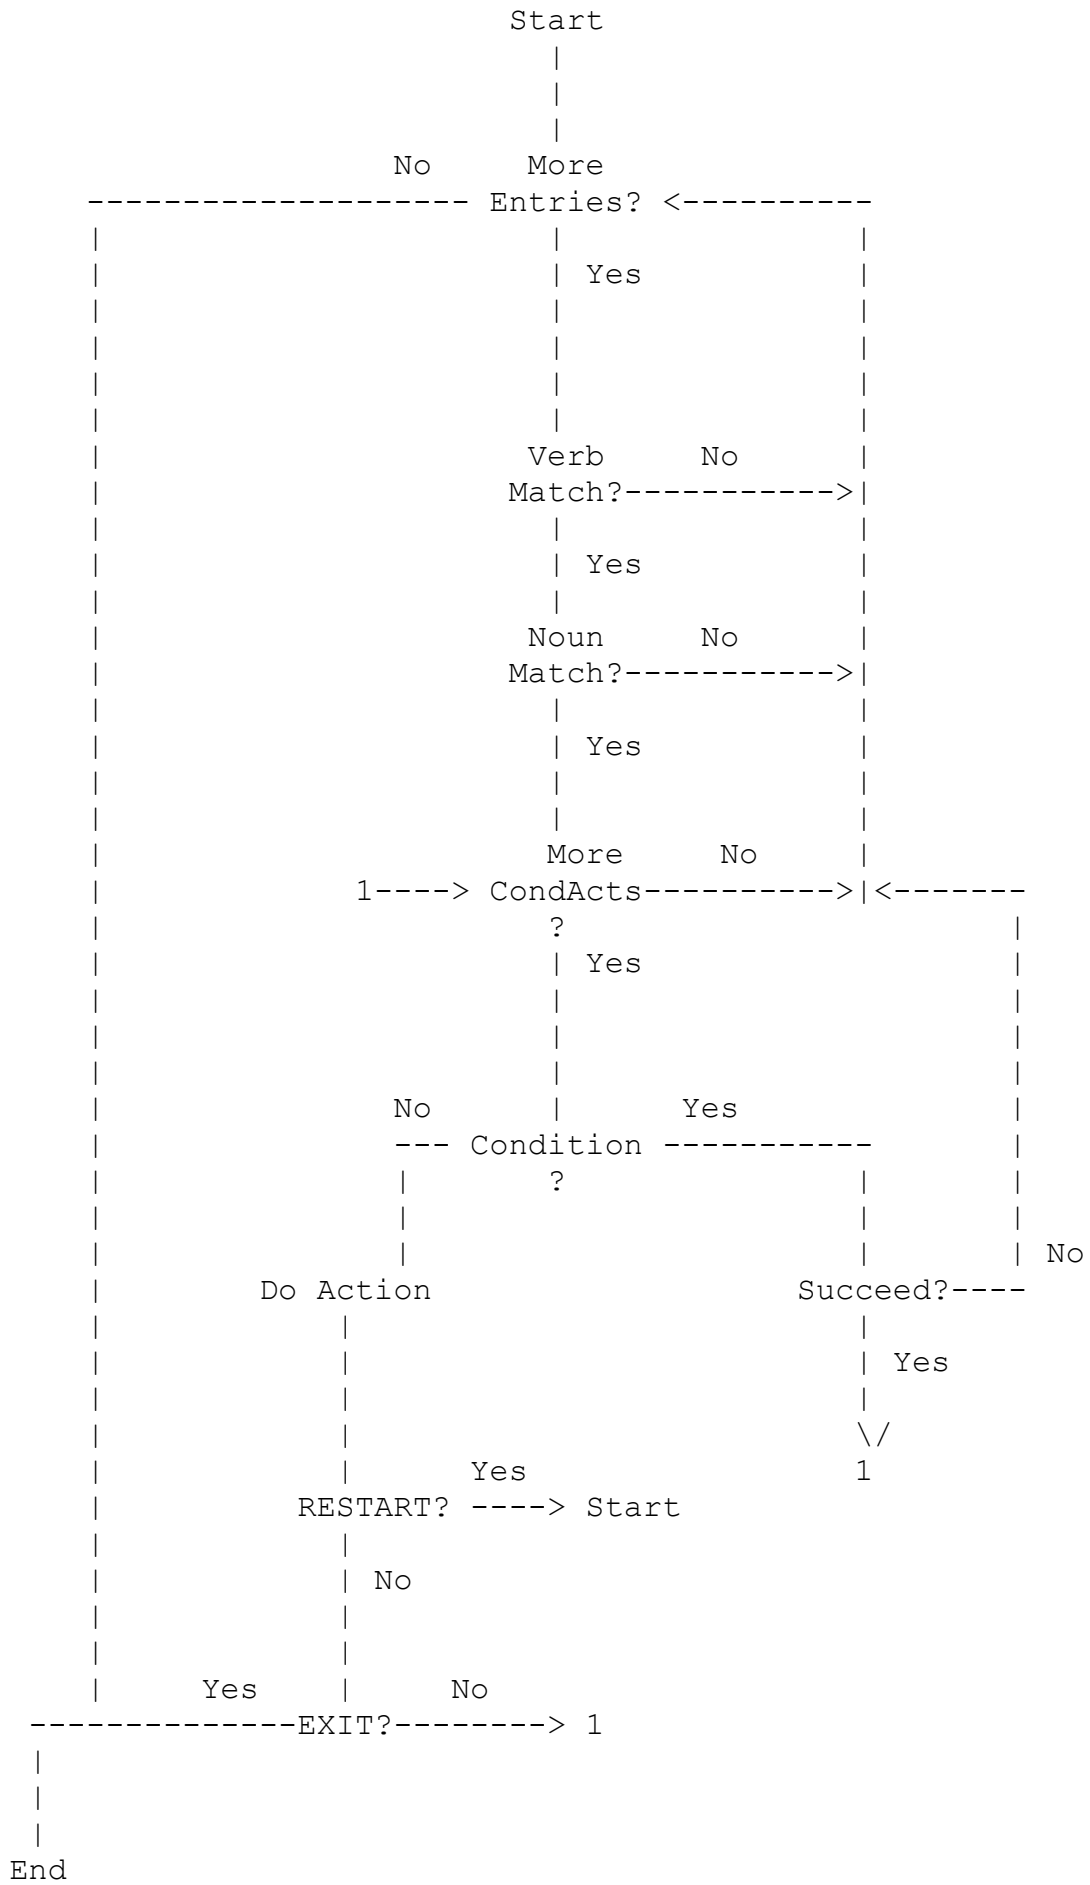 Start
No More
Entries?
Yes
Verb No
Match?
Yes
Noun No
Match?
Yes
More No
1----> CondActs
?
Yes
No Yes
Condition
?
No
Do Action Succeed?
Yes
Yes 1
RESTART? ----> Start
No
Yes No
EXIT?--------> 1
End